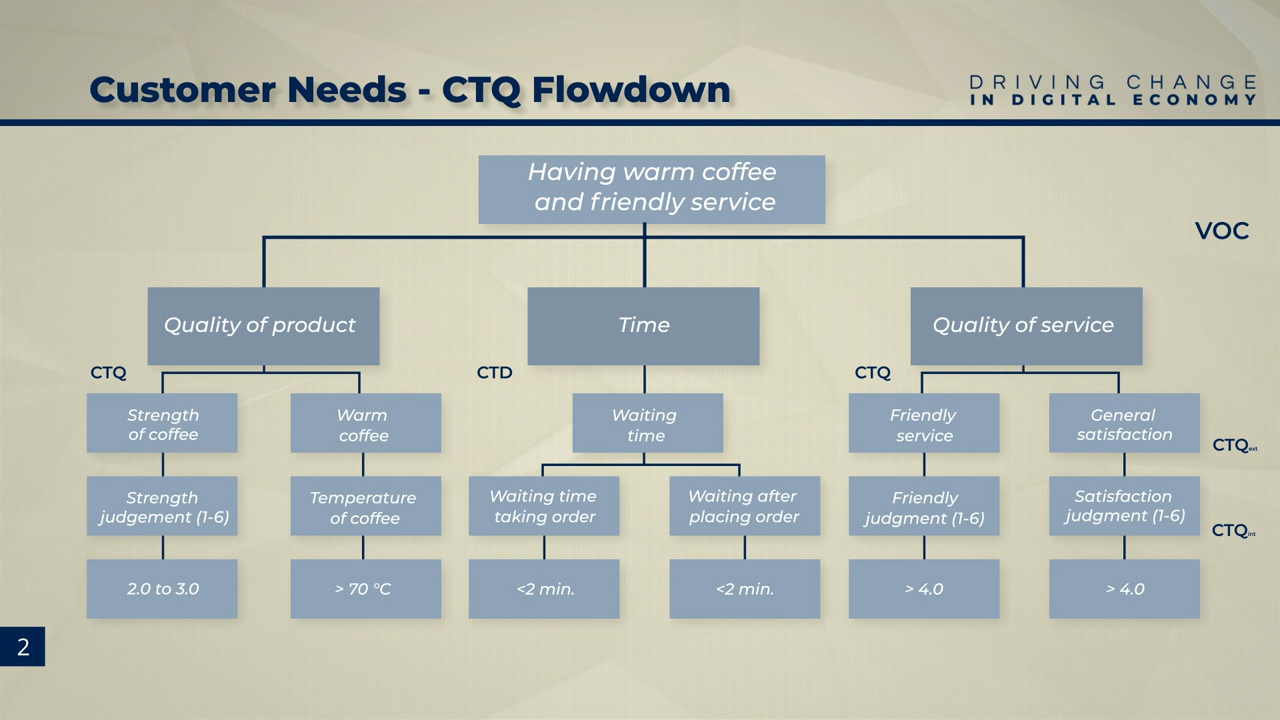 Customer Needs - CTQ Flowdown
DRIVING CHANGE
IN DIGITAL ECONOMY
Having warm coffee
and friendly service
VOC
Quality of product
Time
Quality of service
CTQ
CTD
CTQ
Strength
of coffee
Warm
coffee
Waiting
time
Friendly
service
General
satisfaction
CTQext
Strength
judgement (1-6)
Temperature
of coffee
Waiting time
taking order
Waiting after
placing order
Friendly
judgment (1-6)
Satisfaction
judgment (1-6)
CTQint
2.0 to 3.0
> 70 °C
<2 min.
<2 min.
> 4.0
> 4.0
2